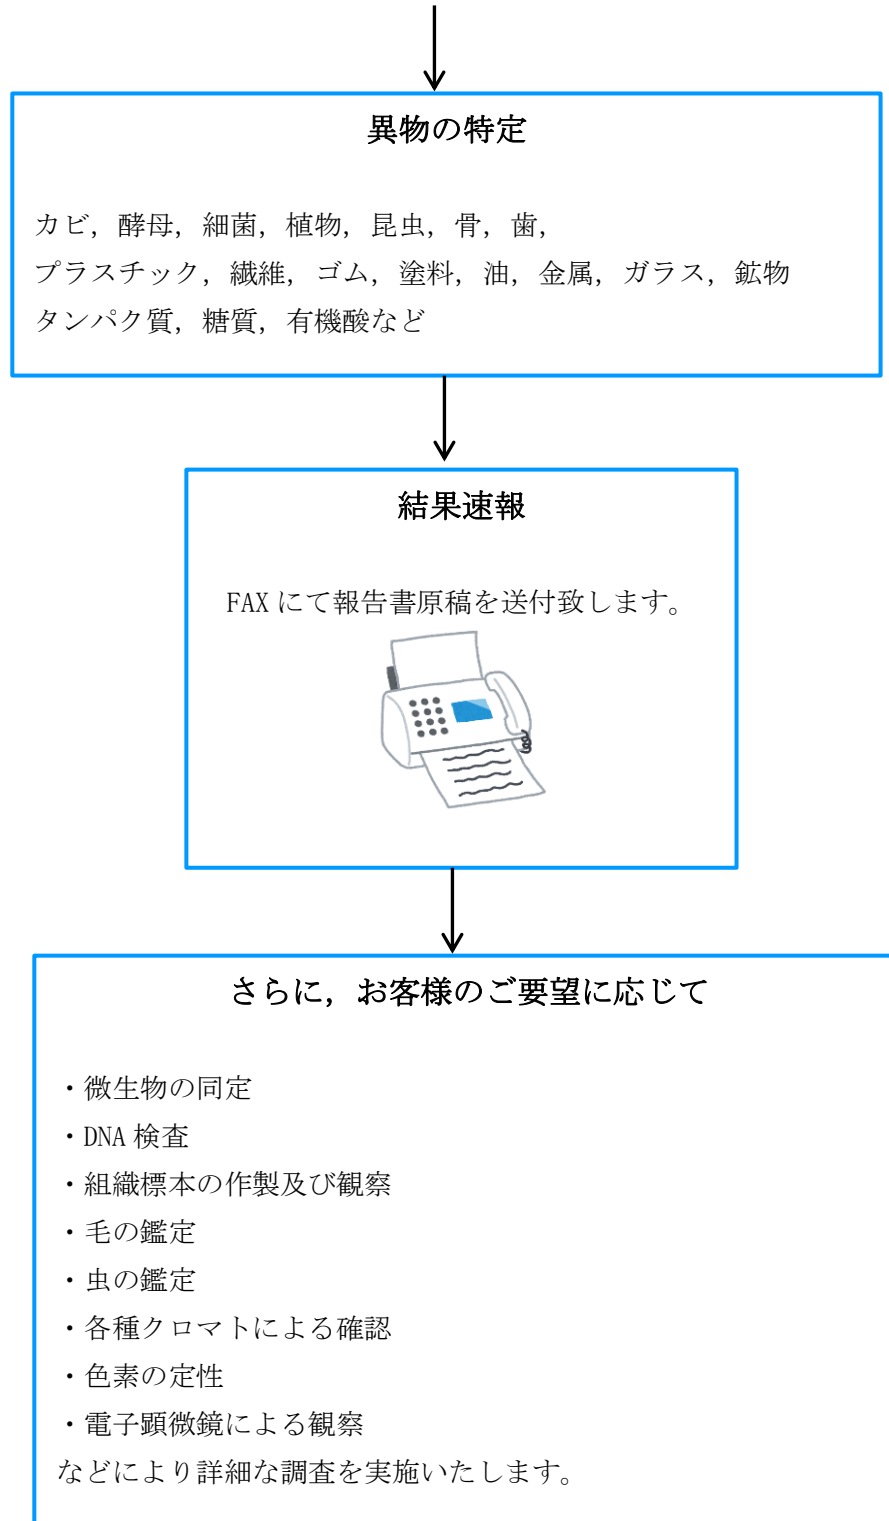 異物の特定
カビ，酵母，細菌，植物，昆虫，骨，歯，
プラスチック，繊維，ゴム，塗料，油，金属，ガラス，鉱物
タンパク質，糖質，有機酸など
結果速報
FAX にて報告書原稿を送付致します。
さらに，お客様のご要望に応じて
・微生物の同定
・DNA 検査
・組織標本の作製及び観察
・毛の鑑定
・虫の鑑定
・各種クロマトによる確認
・色素の定性
・電子顕微鏡による観察
などにより詳細な調査を実施いたします。